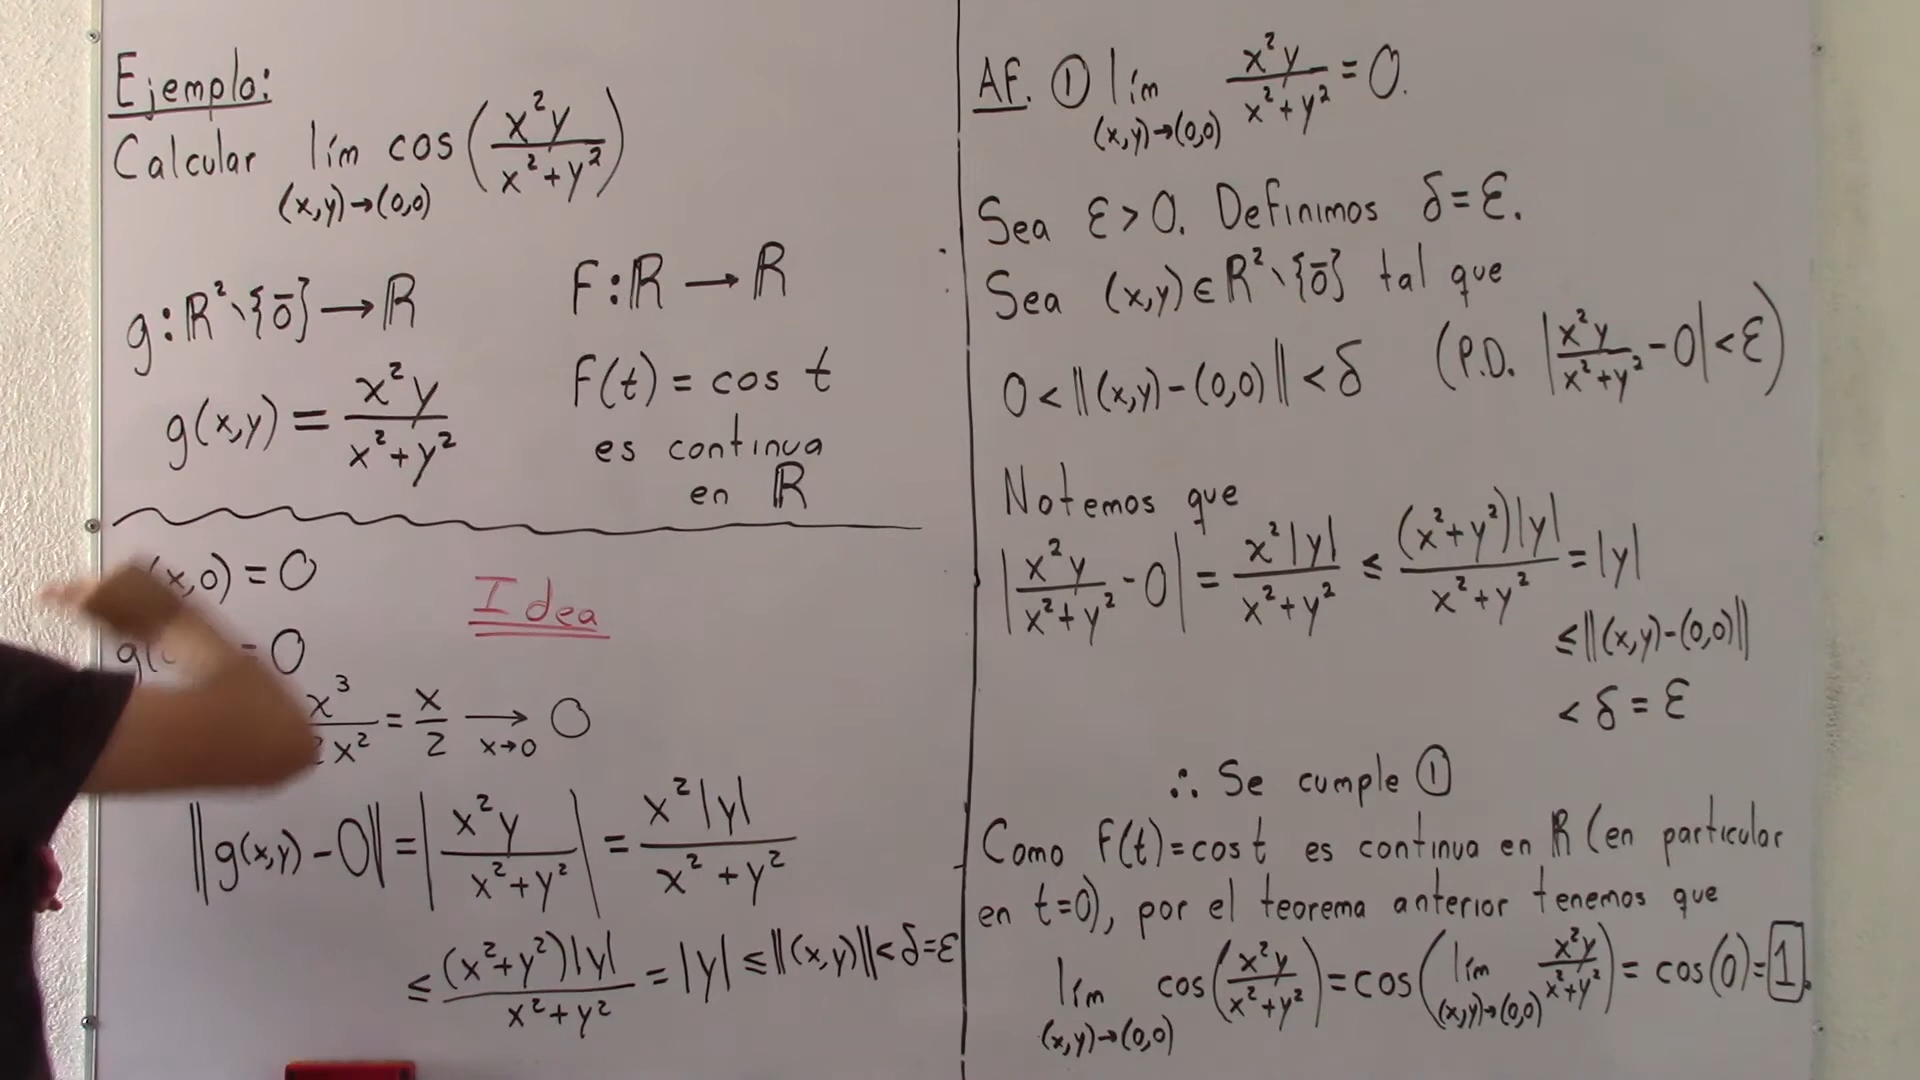 Ejemplo:
Calcular lím cos(x²y / x²+y²)
(x,y)→(0,0)
g:ℝ²∖{0̄}→ℝ
g(x,y) = x²y / x²+y²
F:ℝ→ℝ
F(t) = cos t
es continua
en ℝ
(x,0) = 0
Idea
g( = 0
x³ / 2x² = x/2 → 0
x→0
‖g(x,y)-0‖ = |x²y / x²+y²| = x²|y| / x²+y²
≤ (x²+y²)|y| / x²+y² = |y| ≤ ‖(x,y)‖ < δ=ε
AF. ① lím x²y / x²+y² = 0.
(x,y)→(0,0)
Sea ε>0. Definimos δ=ε.
Sea (x,y)∈ℝ²∖{0̄} tal que
0<‖(x,y)-(0,0)‖<δ (P.D. |x²y / x²+y² - 0|<ε)
Notemos que
|x²y / x²+y² - 0| = x²|y| / x²+y² ≤ (x²+y²)|y| / x²+y² = |y|
≤‖(x,y)-(0,0)‖
< δ = ε
∴ Se cumple ①
Como F(t)=cos t es continua en ℝ (en particular
en t=0), por el teorema anterior tenemos que
lím cos(x²y / x²+y²) = cos(lím x²y / x²+y²) = cos(0)=1.
(x,y)→(0,0) (x,y)→(0,0)